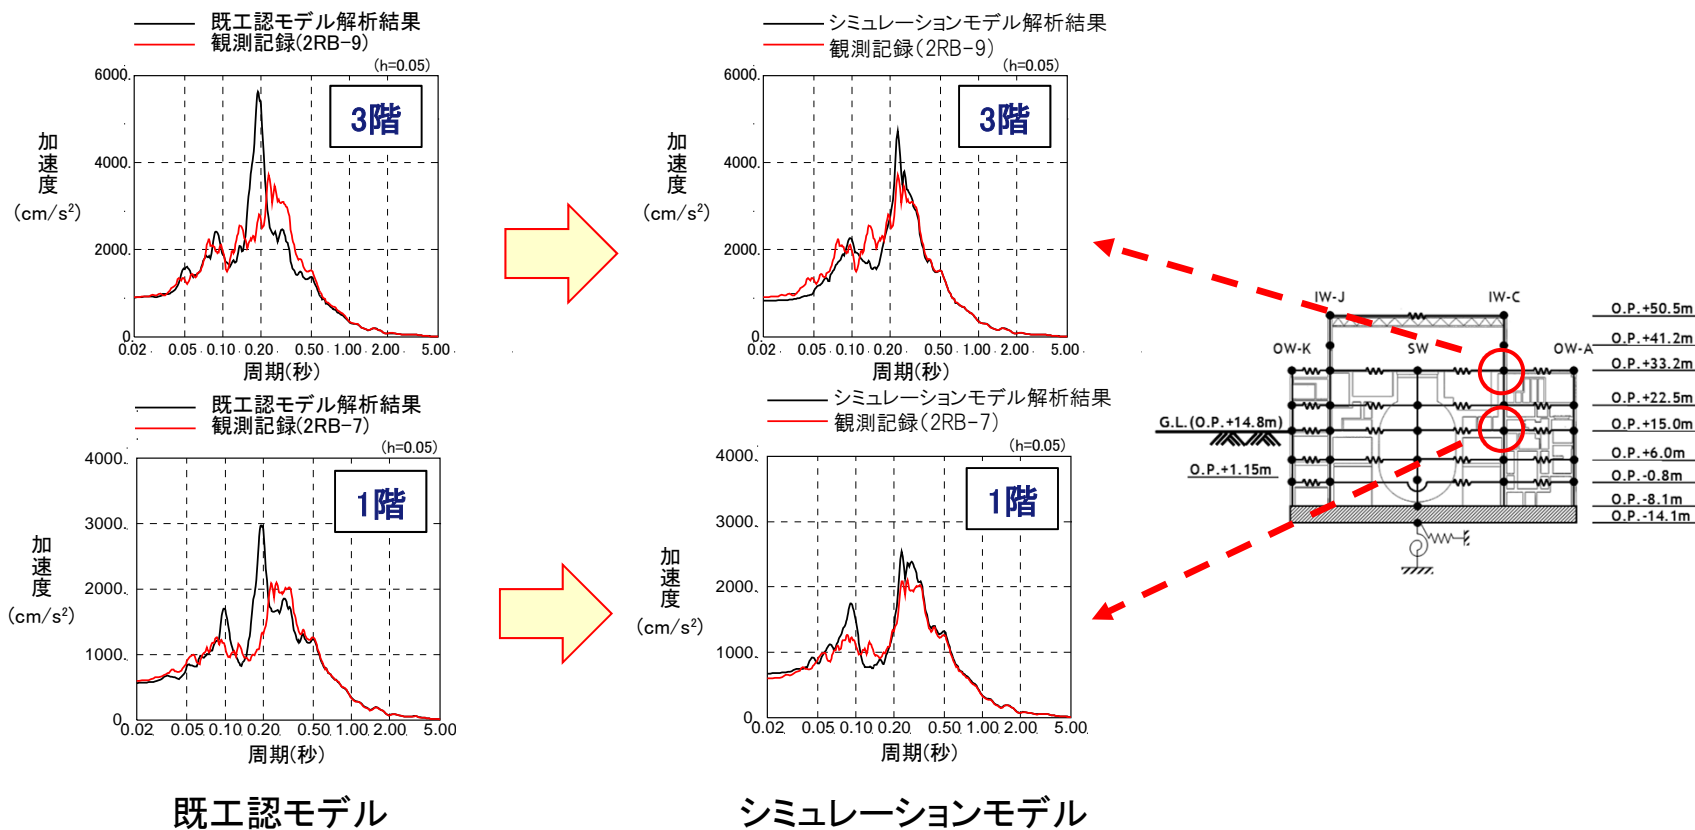 既工認モデル解析結果
観測記録(2RB-9)
(h=0.05)
6000.
4000.
2000.
0.
加速度
(cm/s²)
3階
0.02
0.05
0.10
0.20
0.50
1.00
2.00
5.00
周期(秒)
シミュレーションモデル解析結果
観測記録(2RB-9)
(h=0.05)
6000.
4000.
2000.
0.
加速度
(cm/s²)
3階
0.02
0.05
0.10
0.20
0.50
1.00
2.00
5.00
周期(秒)
既工認モデル解析結果
観測記録(2RB-7)
(h=0.05)
4000.
3000.
2000.
1000.
0.
加速度
(cm/s²)
1階
0.02
0.05
0.10
0.20
0.50
1.00
2.00
5.00
周期(秒)
シミュレーションモデル解析結果
観測記録(2RB-7)
(h=0.05)
4000.
3000.
2000.
1000.
0.
加速度
(cm/s²)
1階
0.02
0.05
0.10
0.20
0.50
1.00
2.00
5.00
周期(秒)
IW-J
IW-C
OW-K
SW
OW-A
G.L.(O.P.+14.8m)
O.P.+1.15m
O.P.+50.5m
O.P.+41.2m
O.P.+33.2m
O.P.+22.5m
O.P.+15.0m
O.P.+6.0m
O.P.-0.8m
O.P.-8.1m
O.P.-14.1m
既工認モデル
シミュレーションモデル